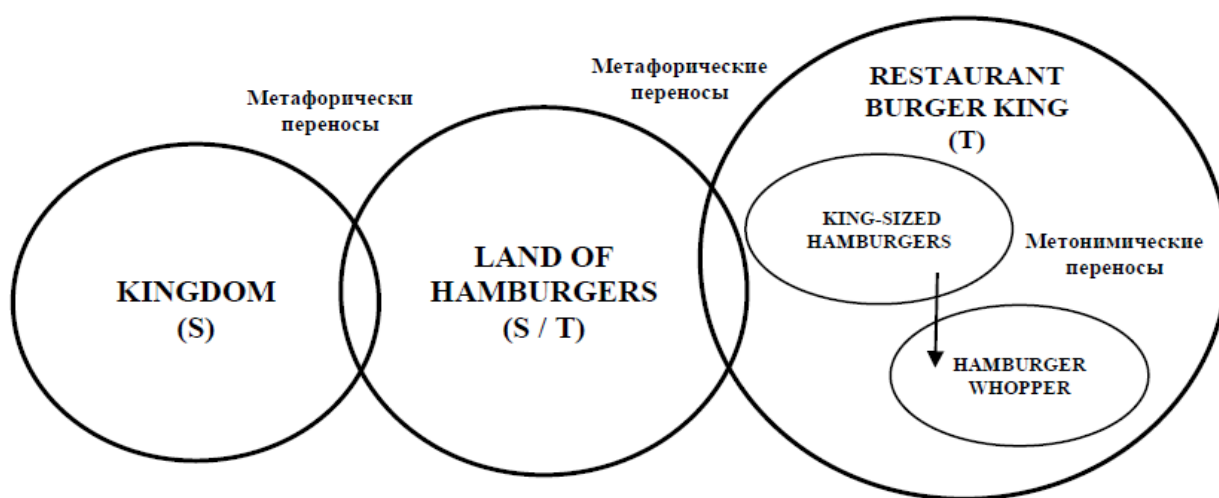 Метафорически
переносы
KINGDOM
(S)
LAND OF
HAMBURGERS
(S / T)
Метафорические
переносы
RESTAURANT
BURGER KING
(T)
KING-SIZED
HAMBURGERS
Метонимические
переносы
HAMBURGER
WHOPPER